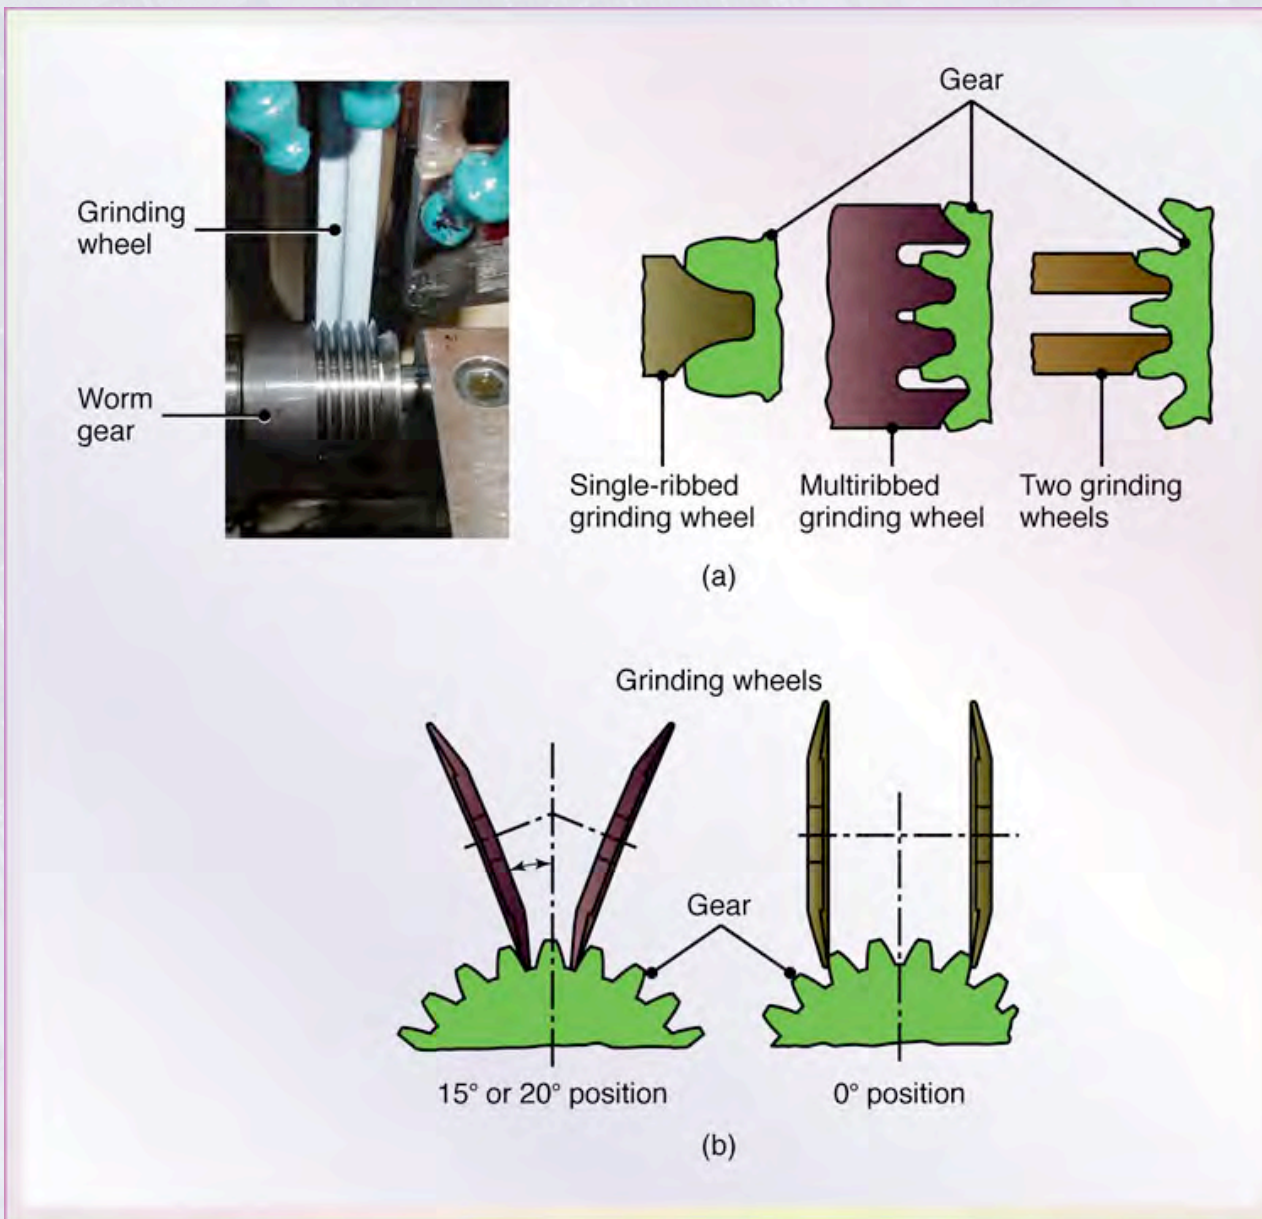 Gear
Grinding
wheel
Worm
gear
Single-ribbed
grinding wheel
Multiribbed
grinding wheel
Two grinding
wheels
(a)
Grinding wheels
Gear
15° or 20° position
0° position
(b)